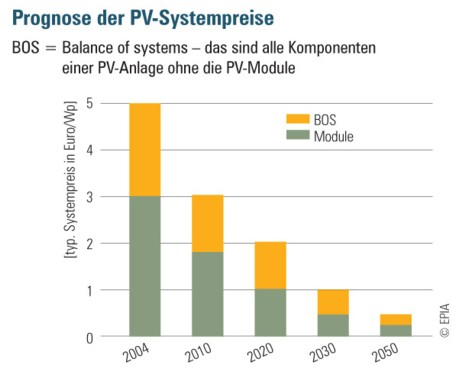 Prognose der PV-Systempreise
BOS = Balance of systems – das sind alle Komponenten
einer PV-Anlage ohne die PV-Module
[typ. Systempreis in Euro/Wp]
5
4
3
2
1
0
BOS
Module
2004
2010
2020
2030
2050
© EPIA